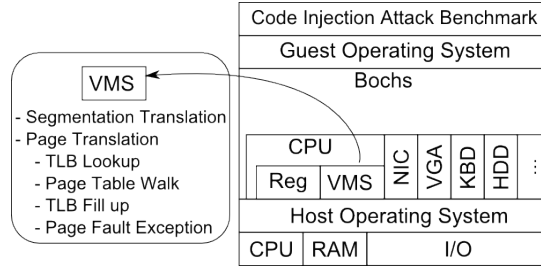 VMS
- Segmentation Translation
- Page Translation
- TLB Lookup
- Page Table Walk
- TLB Fill up
- Page Fault Exception
Code Injection Attack Benchmark
Guest Operating System
Bochs
CPU
Reg VMS
NIC
VGA
KBD
HDD
...
Host Operating System
CPU RAM I/O